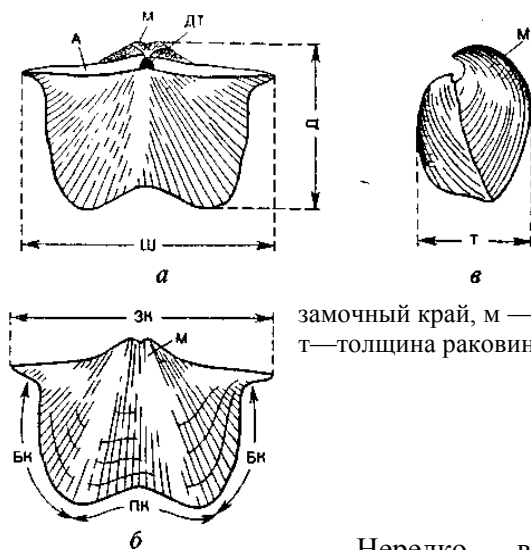 М ДТ
А
Д
Ш
а
М
Т
в
ЗК
М
БК
БК
ПК
б
замочный край, м —
т—толщина раковин
Нередко в